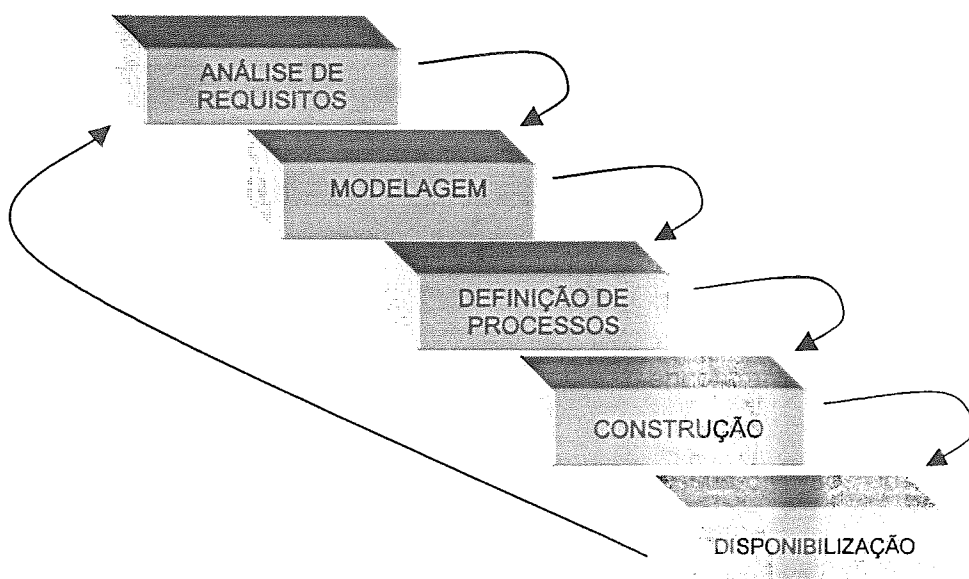 ANÁLISE DE
REQUISITOS
MODELAGEM
DEFINIÇÃO DE
PROCESSOS
CONSTRUÇÃO
DISPONIBILIZAÇÃO